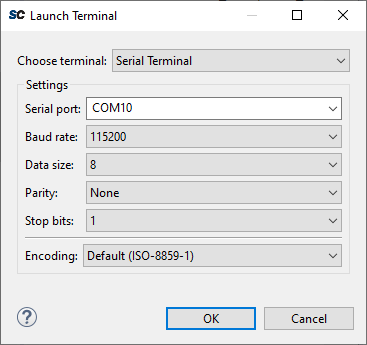 SC Launch Terminal
Choose terminal: Serial Terminal
Settings
Serial port: COM10
Baud rate: 115200
Data size: 8
Parity: None
Stop bits: 1
Encoding: Default (ISO-8859-1)
? OK Cancel